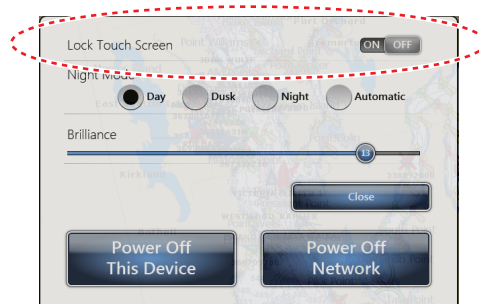 Lock Touch Screen
ON OFF
Night Mode
Day Dusk Night Automatic
Brilliance
13
Close
Power Off
This Device
Power Off
Network